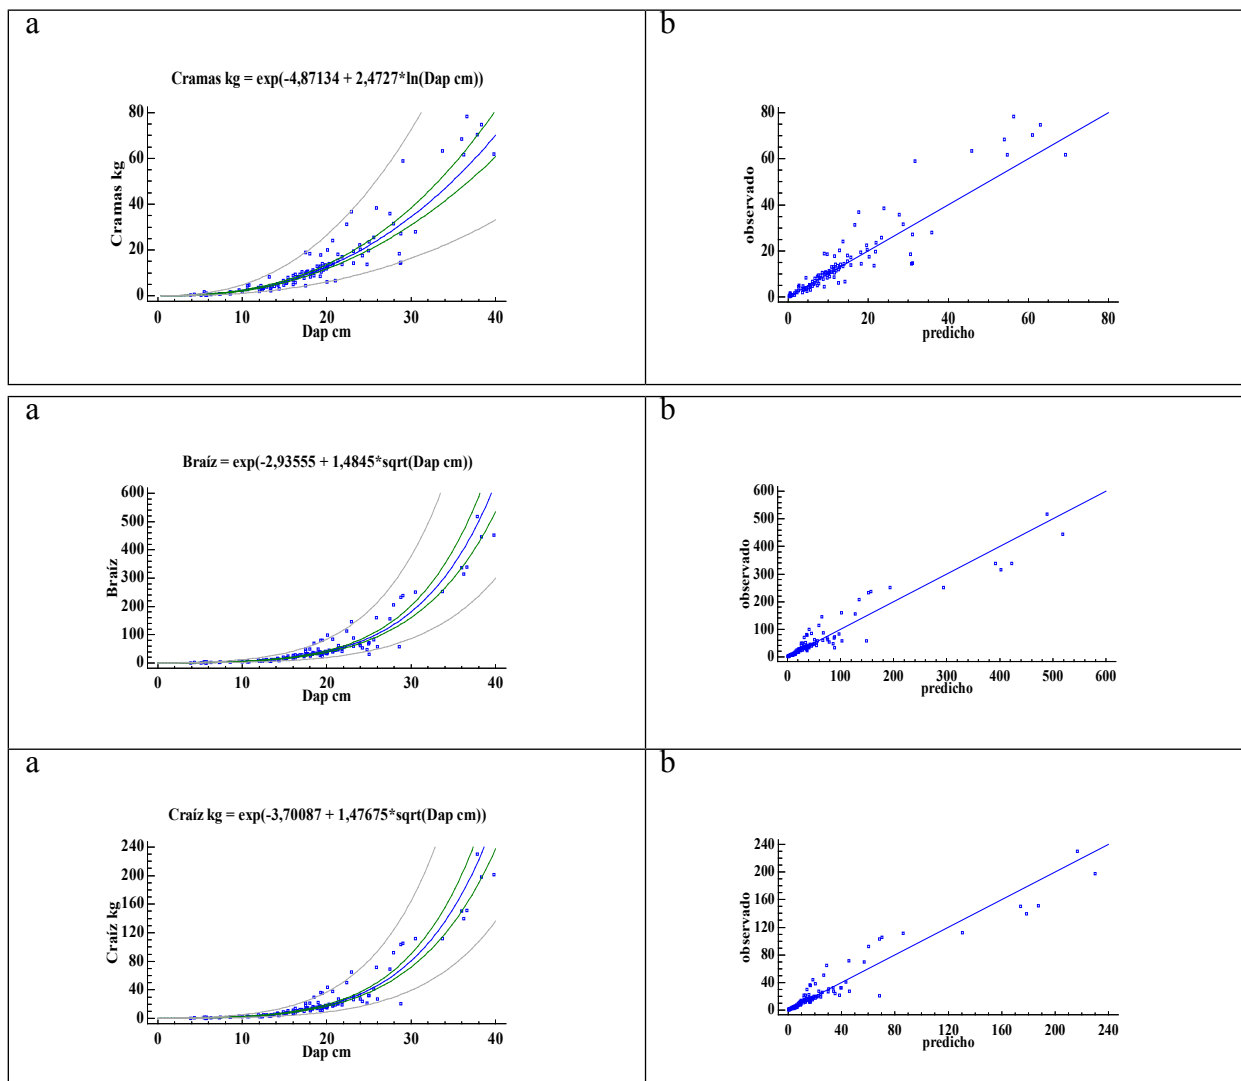 a
b
Cramas kg = exp(-4,87134 + 2,4727*ln(Dap cm))
80
60
40
20
0
Cramas kg
0 10 20 30 40
Dap cm
80
60
40
20
0
observado
0 20 40 60 80
predicho
a
b
Braíz = exp(-2,93555 + 1,4845*sqrt(Dap cm))
600
500
400
300
200
100
0
Braíz
0 10 20 30 40
Dap cm
600
500
400
300
200
100
0
observado
0 100 200 300 400 500 600
predicho
a
b
Craíz kg = exp(-3,70087 + 1,47675*sqrt(Dap cm))
240
200
160
120
80
40
0
Craíz kg
0 10 20 30 40
Dap cm
240
200
160
120
80
40
0
observado
0 40 80 120 160 200 240
predicho